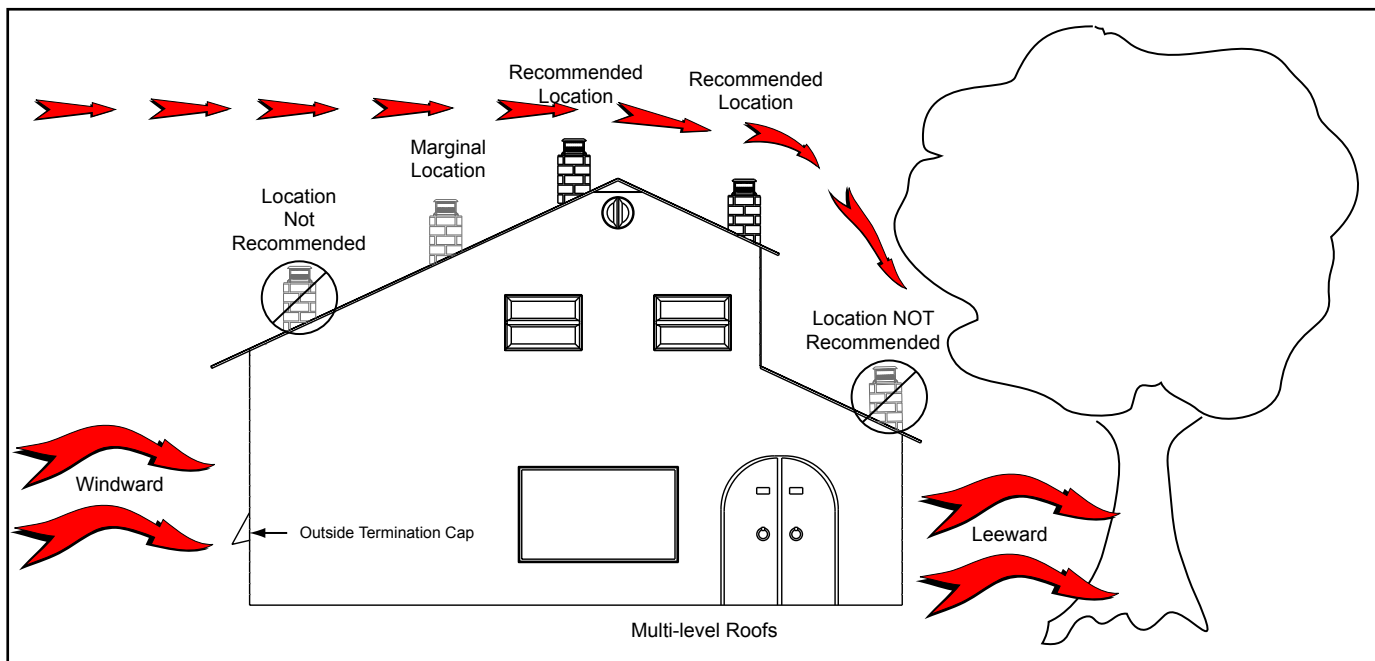 Recommended
Location
Recommended
Location
Marginal
Location
Location
Not
Recommended
Location NOT
Recommended
Windward
Outside Termination Cap
Leeward
Multi-level Roofs